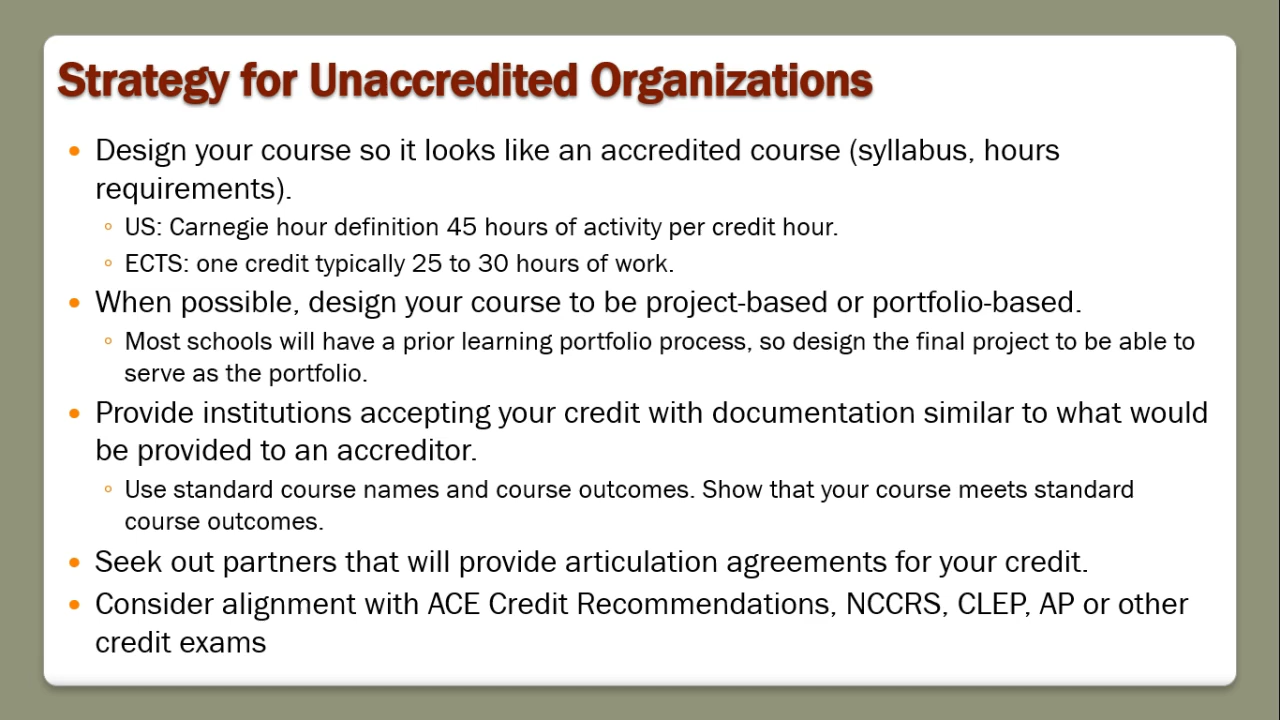 Strategy for Unaccredited Organizations
• Design your course so it looks like an accredited course (syllabus, hours
requirements).
◦ US: Carnegie hour definition 45 hours of activity per credit hour.
◦ ECTS: one credit typically 25 to 30 hours of work.
• When possible, design your course to be project-based or portfolio-based.
◦ Most schools will have a prior learning portfolio process, so design the final project to be able to
serve as the portfolio.
• Provide institutions accepting your credit with documentation similar to what would
be provided to an accreditor.
◦ Use standard course names and course outcomes. Show that your course meets standard
course outcomes.
• Seek out partners that will provide articulation agreements for your credit.
• Consider alignment with ACE Credit Recommendations, NCCRS, CLEP, AP or other
credit exams